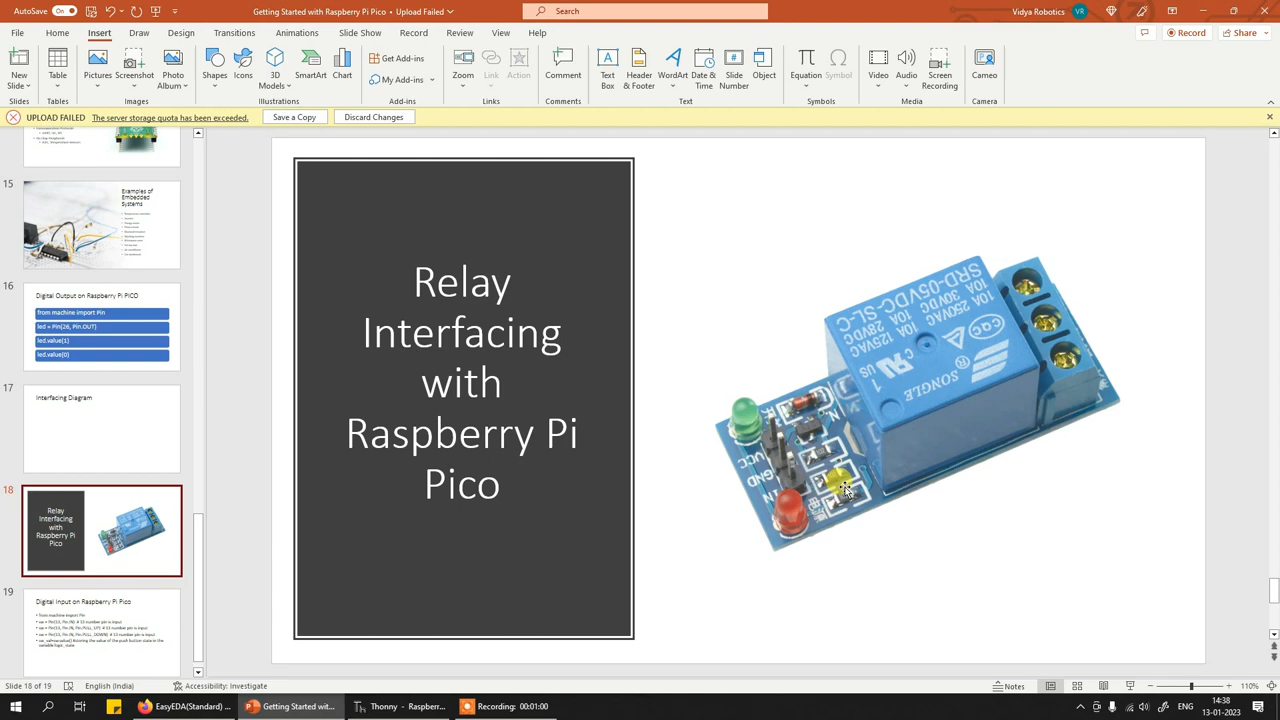 AutoSave On
Getting Started with Raspberry Pi Pico • Upload Failed
Search
Vidya Robotics VR
File Home Insert Draw Design Transitions Animations Slide Show Record Review View Help
Record Share
New Slide
Table
Pictures
Screenshot
Photo Album
Shapes
Icons
3D Models
SmartArt
Chart
Get Add-ins
My Add-ins
Zoom
Link
Action
Comment
Text Box
Header & Footer
WordArt
Date & Time
Slide Number
Object
Equation
Symbol
Video
Audio
Screen Recording
Cameo
Slides Tables Images Illustrations Add-ins Links Comments Text Symbols Media Camera
UPLOAD FAILED The server storage quota has been exceeded. Save a Copy Discard Changes
15
Examples of
Embedded
Systems
16
Digital Output on Raspberry Pi PICO
from machine import Pin
led = Pin(26, Pin.OUT)
led.value(1)
led.value(0)
17
Interfacing Diagram
18
Relay
Interfacing
with
Raspberry Pi
Pico
19
Digital Input on Raspberry Pi Pico
• from machine import Pin
Relay
Interfacing
with
Raspberry Pi
Pico
SRD-05VDC-SL-C
10A 250VAC 10A 125VAC
10A 30VDC 10A 28VDC
CQC
US
SONGLE
VCC
GND
IN
Slide 18 of 19 English (India) Accessibility: Investigate
Notes 110%
EasyEDA(Standard) ... Getting Started wit... Thonny - Raspberr... Recording: 00:01:00
14:38
13-01-2023